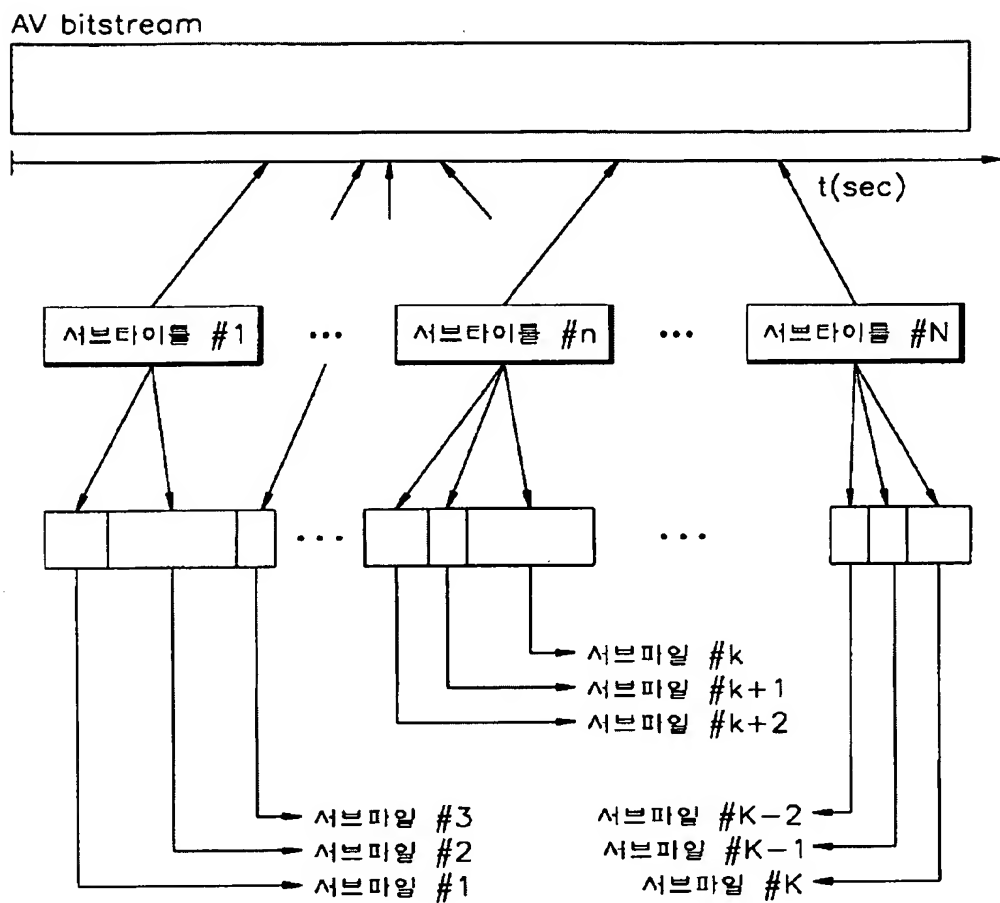 AV bitstream
t(sec)
서브타이틀 #1
...
서브타이틀 #n
...
서브타이틀 #N
...
...
서브파일 #k
서브파일 #k+1
서브파일 #k+2
서브파일 #3
서브파일 #2
서브파일 #1
서브파일 #K-2
서브파일 #K-1
서브파일 #K